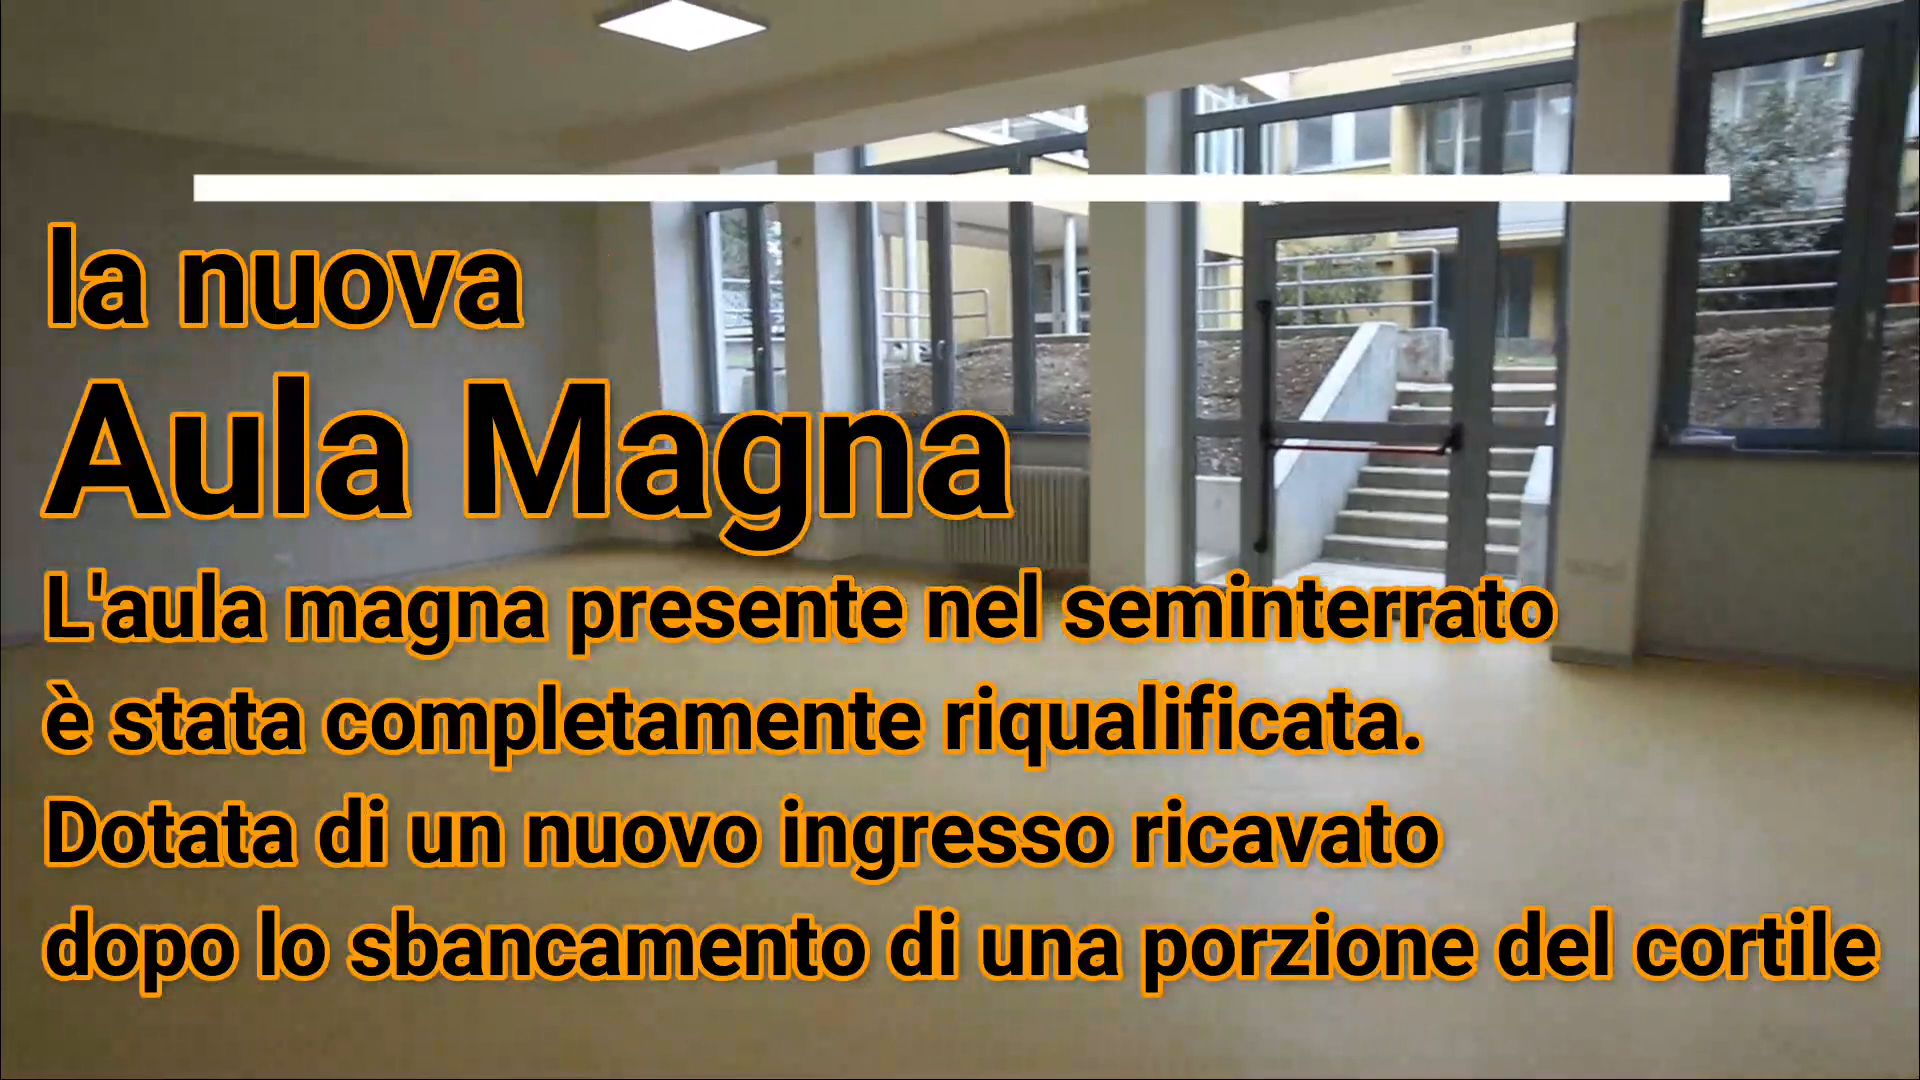 la nuova
Aula Magna
L'aula magna presente nel seminterrato
è stata completamente riqualificata.
Dotata di un nuovo ingresso ricavato
dopo lo sbancamento di una porzione del cortile